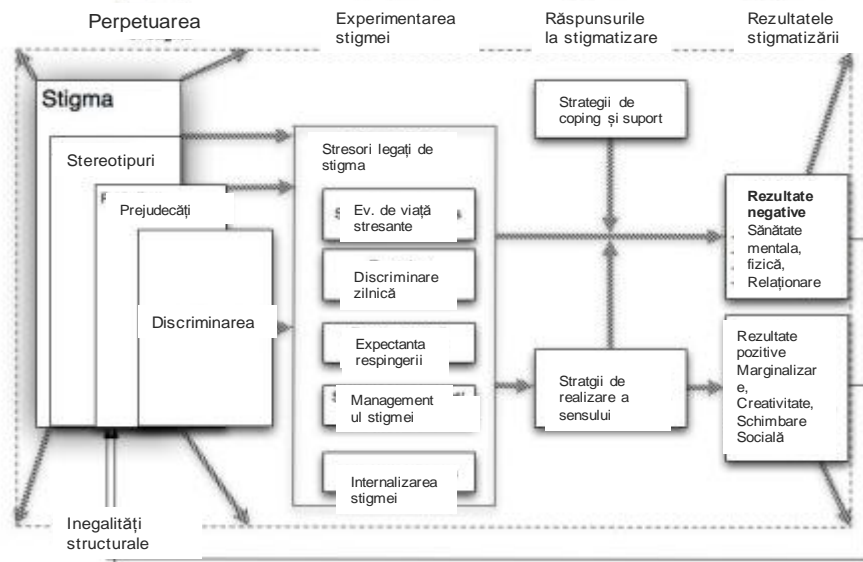 Perpetuarea
Experimentarea
stigmei
Răspunsurile
la stigmatizare
Rezultatele
stigmatizării
Stigma
Stereotipuri
Prejudecăți
Discriminarea
Inegalități
structurale
Stresori legați de
stigma
Ev. de viață
stresante
Discriminare
zilnică
Expectanta
respingerii
Management
ul stigmei
Internalizarea
stigmei
Strategii de
coping și suport
Stratgii de
realizare a
sensului
Rezultate
negative
Sănătate
mentala,
fizică,
Relaționare
Rezultate
pozitive
Marginalizar
e,
Creativitate,
Schimbare
Socială